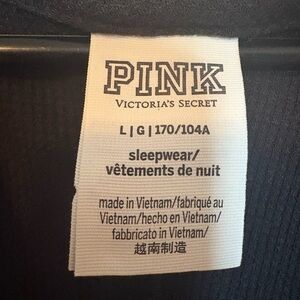 PINK
VICTORIA'S SECRET
L | G | 170/104A
sleepwear/
vêtements de nuit
made in Vietnam/fabriqué au
Vietnam/hecho en Vietnam/
fabbricato in Vietnam/
越南制造